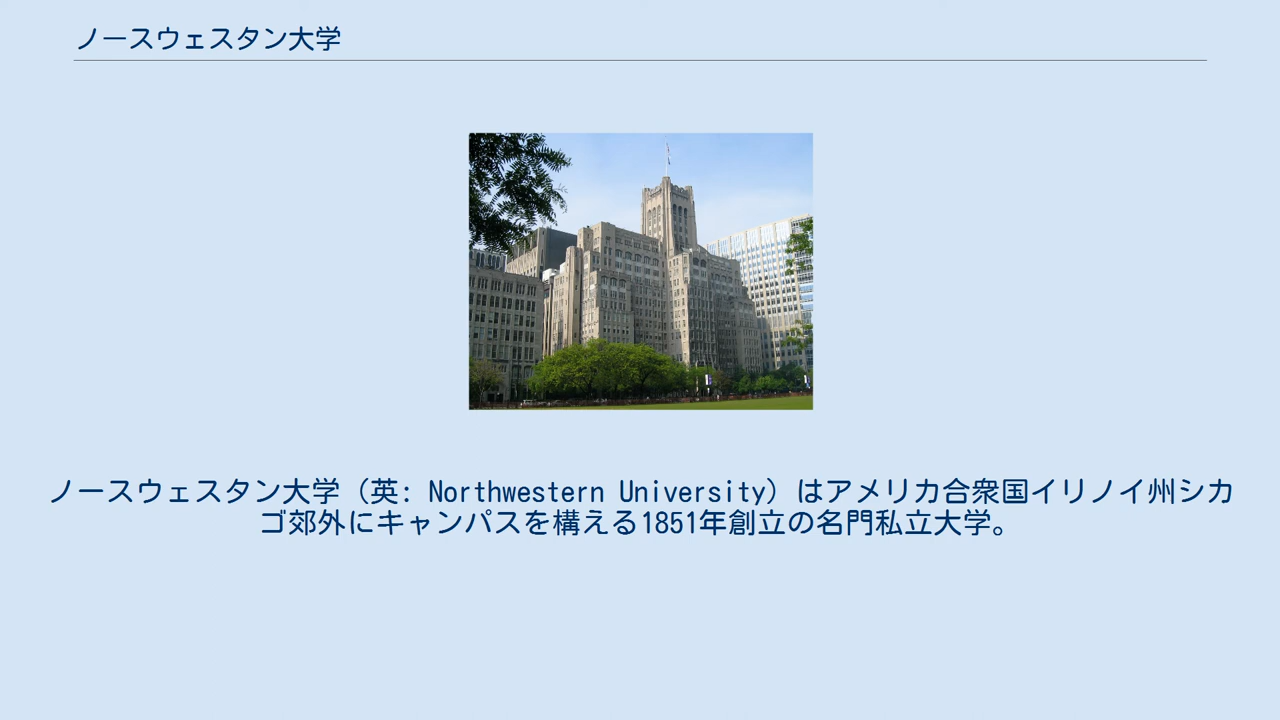 ノースウェスタン大学
ノースウェスタン大学（英: Northwestern University）はアメリカ合衆国イリノイ州シカ
ゴ郊外にキャンパスを構える1851年創立の名門私立大学。